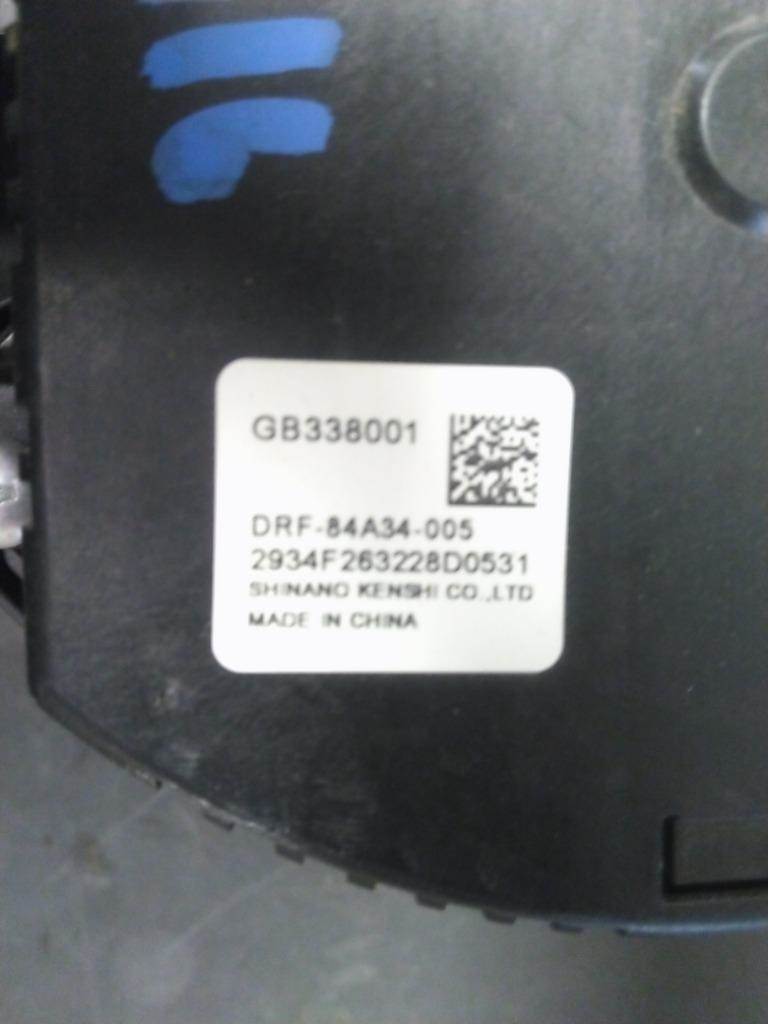 GB338001
DRF-84A34-005
2934F263228D0531
SHINANO KENSHI CO.,LTD
MADE IN CHINA